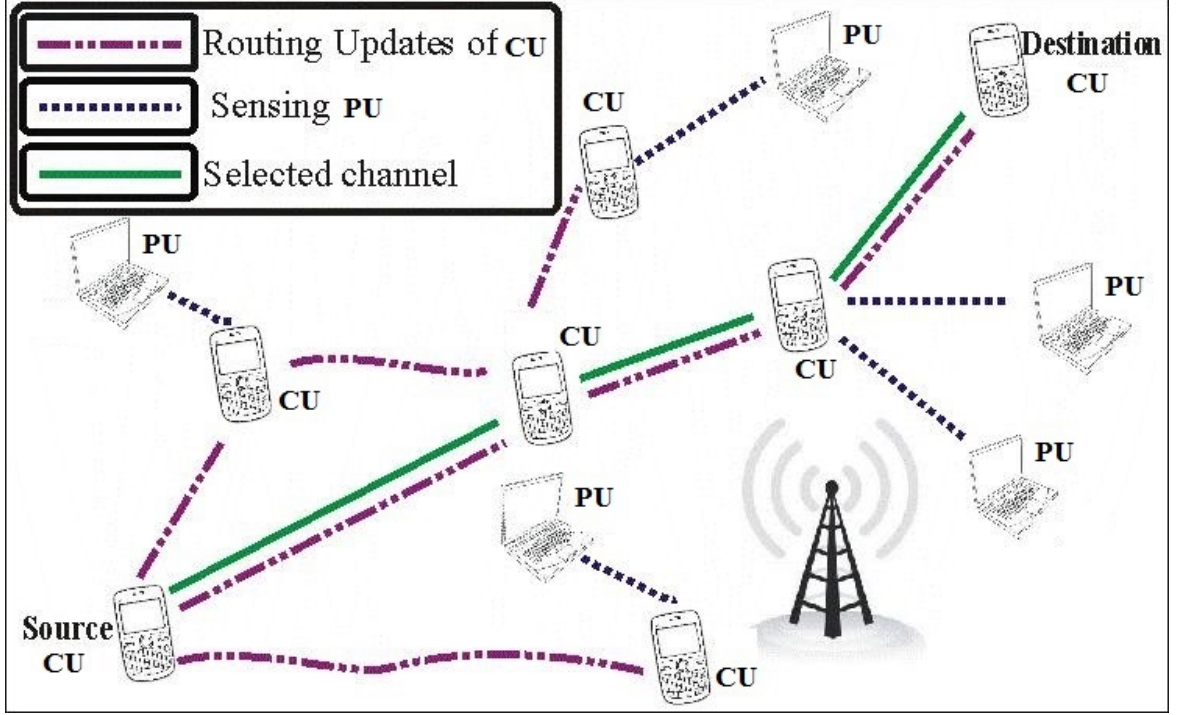 Routing Updates of CU
Sensing PU
Selected channel
PU
Destination
CU
CU
PU
CU
PU
CU
CU
PU
PU
PU
Source
CU
CU